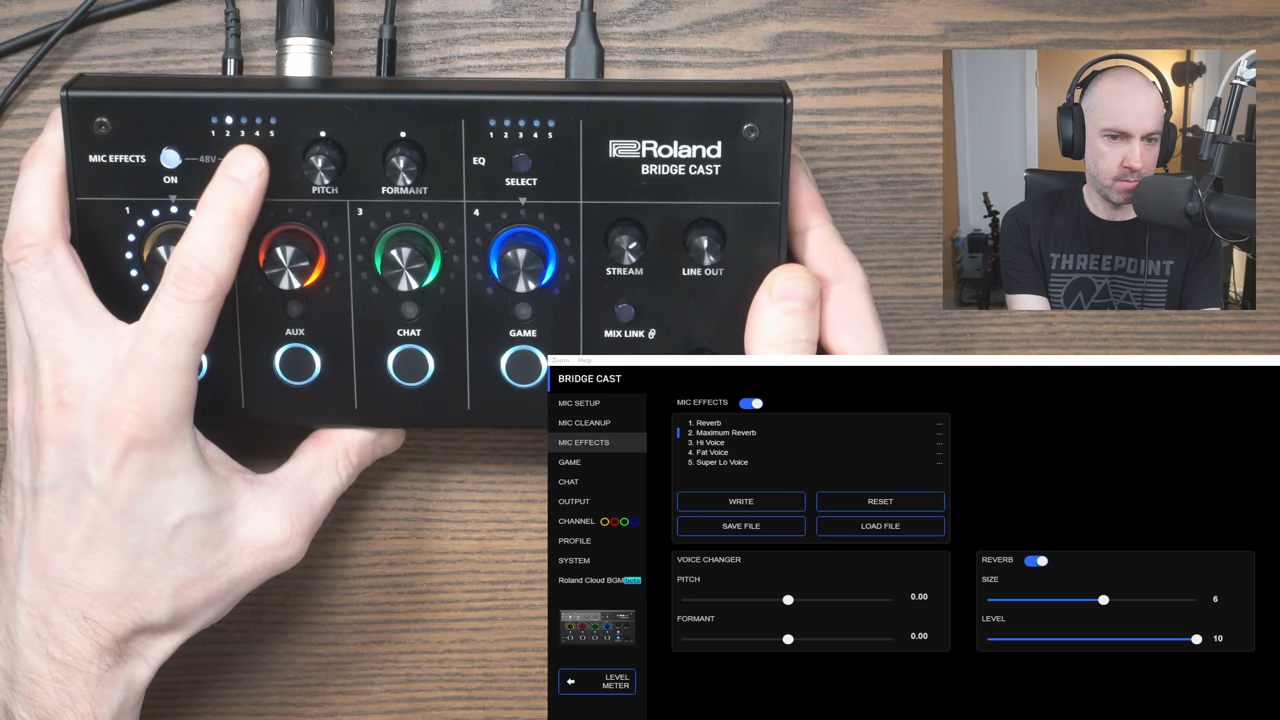 1 2 3 4 5
MIC EFFECTS
48V
ON
PITCH
FORMANT
1 2 3 4 5
EQ
SELECT
Roland
BRIDGE CAST
1
3
4
STREAM
LINE OUT
AUX
CHAT
GAME
MIX LINK
THREEPOINT
Zoom Help
BRIDGE CAST
MIC SETUP
MIC CLEANUP
MIC EFFECTS
GAME
CHAT
OUTPUT
CHANNEL
PROFILE
SYSTEM
Roland Cloud BGM Beta
LEVEL
METER
MIC EFFECTS
1. Reverb ...
2. Maximum Reverb ...
3. Hi Voice ...
4. Fat Voice ...
5. Super Lo Voice ...
WRITE
RESET
SAVE FILE
LOAD FILE
VOICE CHANGER
PITCH
0.00
FORMANT
0.00
REVERB
SIZE
6
LEVEL
10